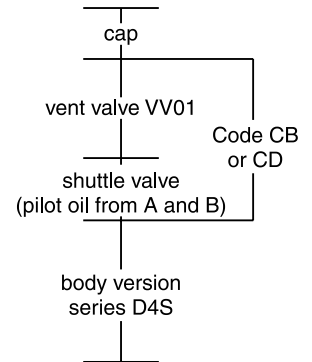 cap
vent valve VV01
Code CB
or CD
shuttle valve
(pilot oil from A and B)
body version
series D4S